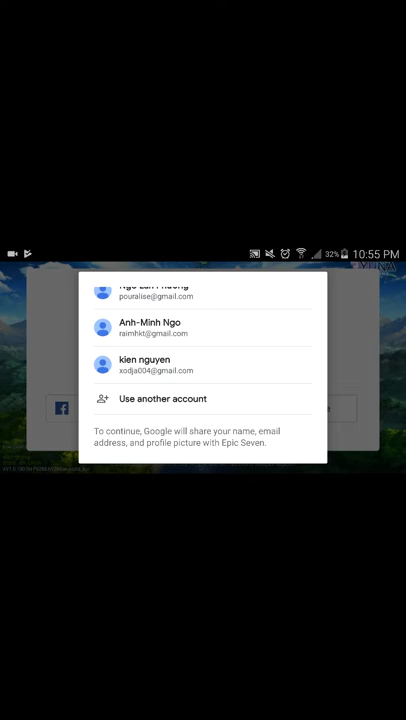 32% 10:55 PM
YUNA
pouralise@gmail.com
Anh-Minh Ngo
raimhkt@gmail.com
kien nguyen
xodja004@gmail.com
Use another account
To continue, Google will share your name, email
address, and profile picture with Epic Seven.